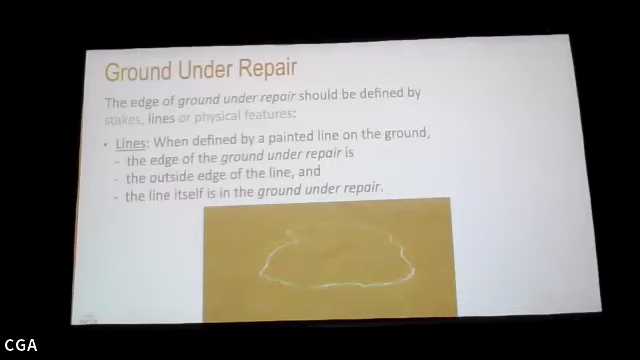 Ground Under Repair
The edge of ground under repair should be defined by
stakes, lines or physical features:
• Lines: When defined by a painted line on the ground,
- the edge of the ground under repair is
- the outside edge of the line, and
- the line itself is in the ground under repair.
CGA